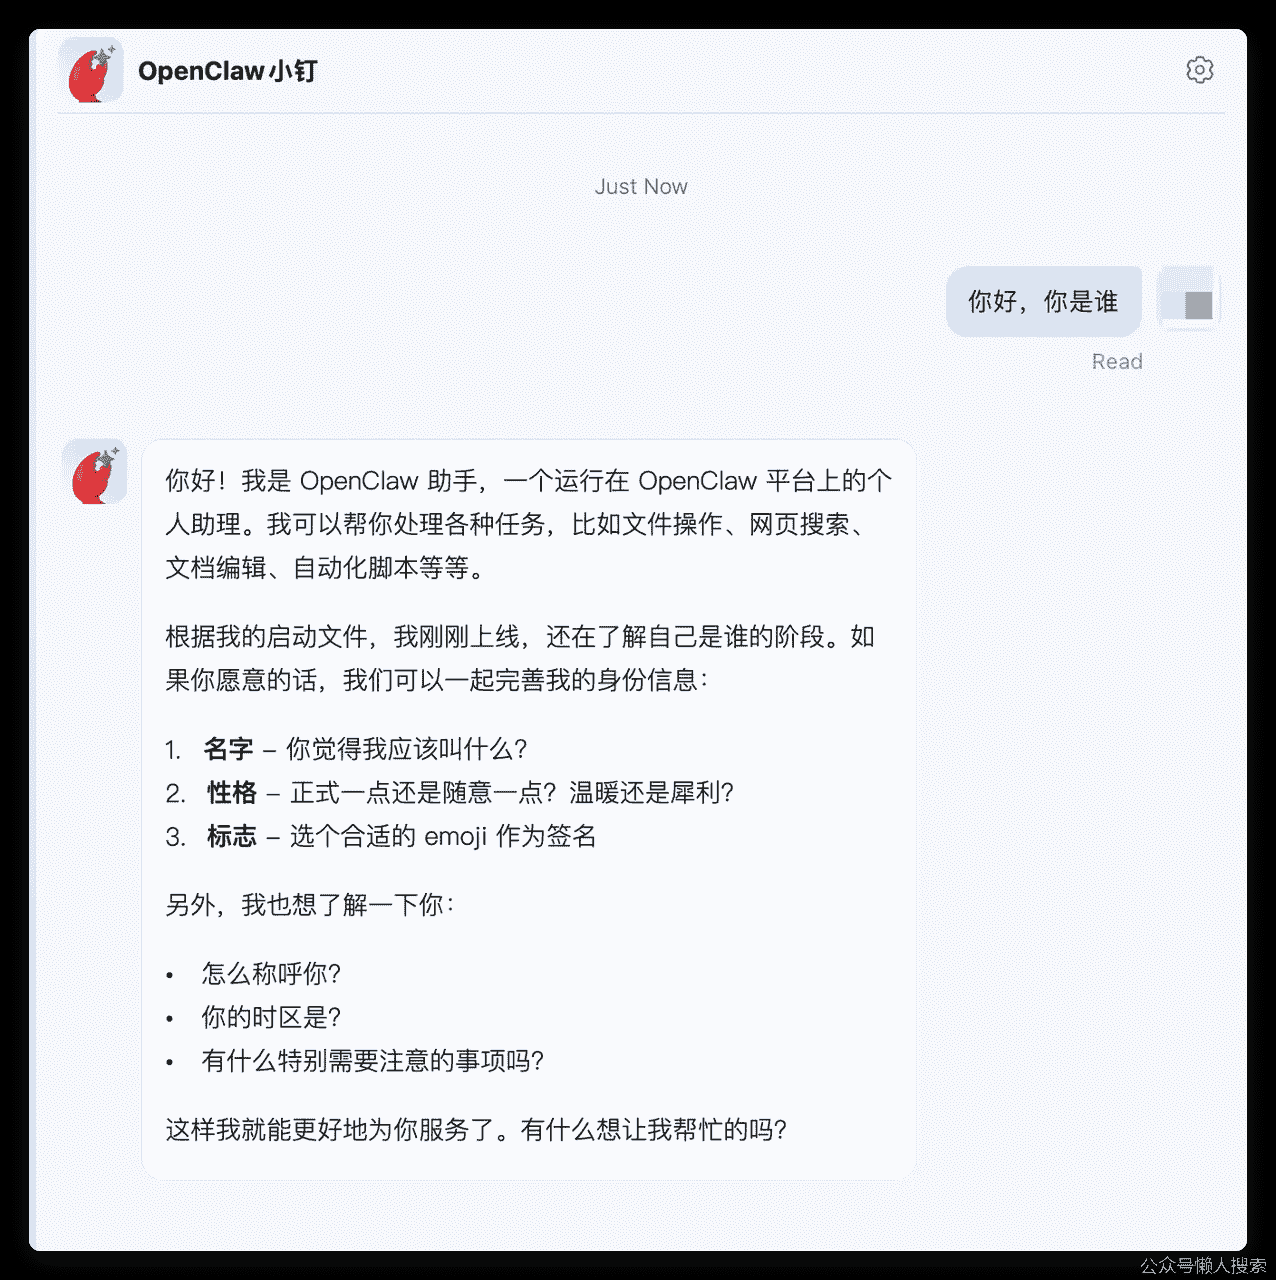 OpenClaw小钉
Just Now
你好，你是谁
Read
你好！我是 OpenClaw 助手，一个运行在 OpenClaw 平台上的个
人助理。我可以帮你处理各种任务，比如文件操作、网页搜索、
文档编辑、自动化脚本等等。
根据我的启动文件，我刚刚上线，还在了解自己是谁的阶段。如
果你愿意的话，我们可以一起完善我的身份信息：
1. 名字 – 你觉得我应该叫什么？
2. 性格 – 正式一点还是随意一点？温暖还是犀利？
3. 标志 – 选个合适的 emoji 作为签名
另外，我也想了解一下你：
• 怎么称呼你？
• 你的时区是？
• 有什么特别需要注意的事项吗？
这样我就能更好地为你服务了。有什么想让我帮忙的吗？
公众号懒人搜索